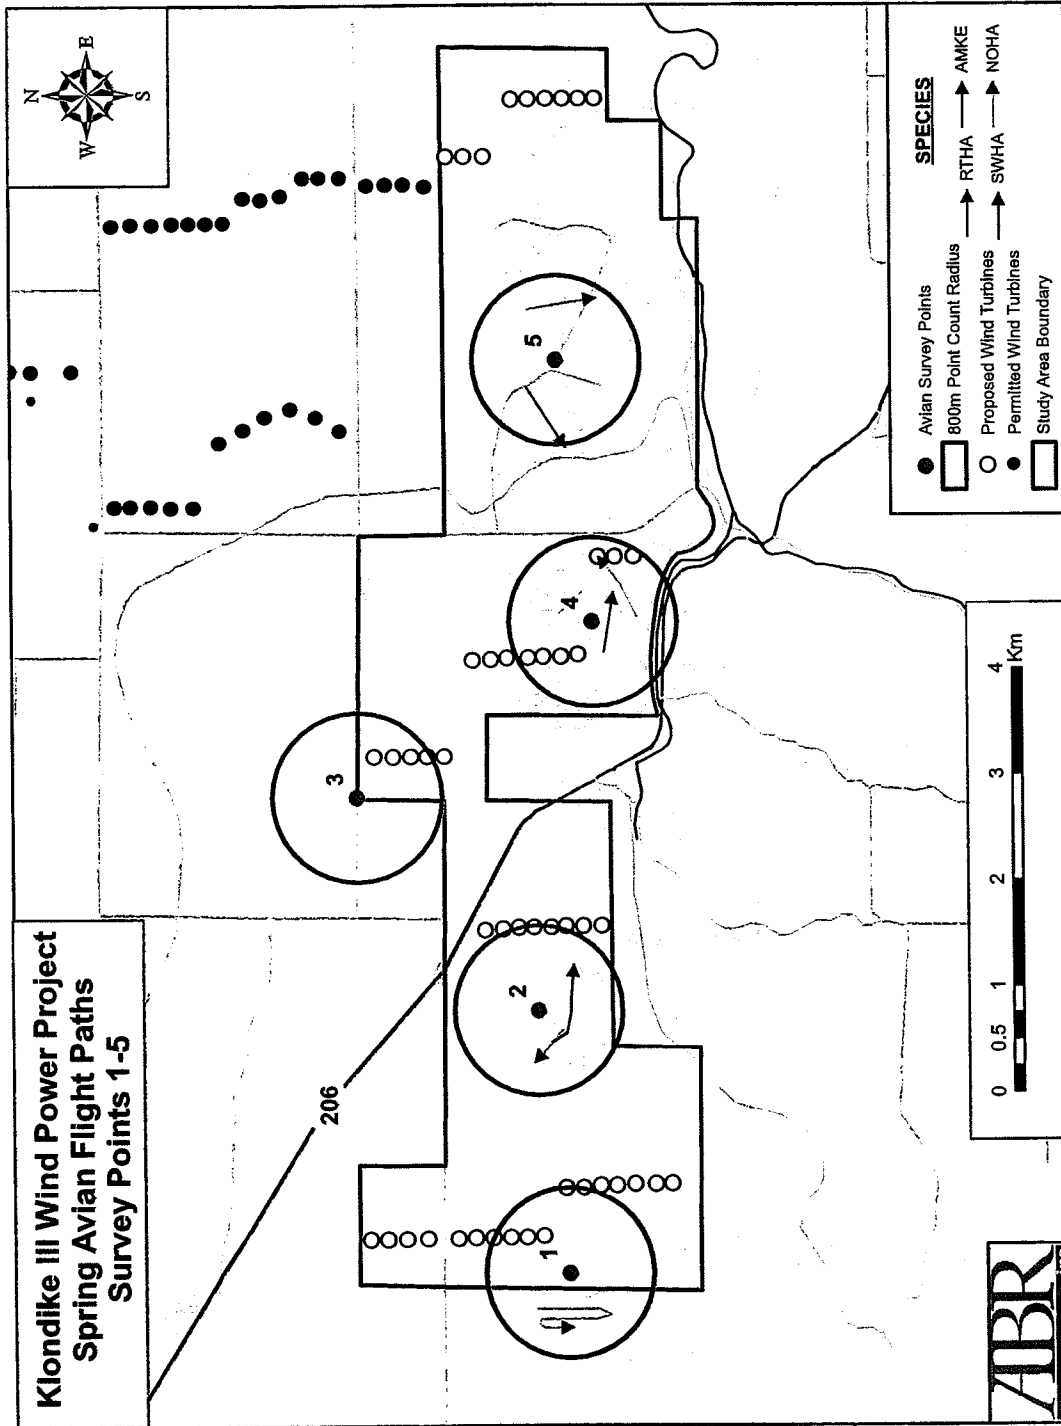 Klondike III Wind Power Project
Spring Avian Flight Paths
Survey Points 1-5
N
W
E
S
206
1
2
3
4
5
SPECIES
RTHA
AMKE
SWHA
NOHA
Avian Survey Points
800m Point Count Radius
Proposed Wind Turbines
Permitted Wind Turbines
Study Area Boundary
0 0.5 1 2 3 4
Km
ABR